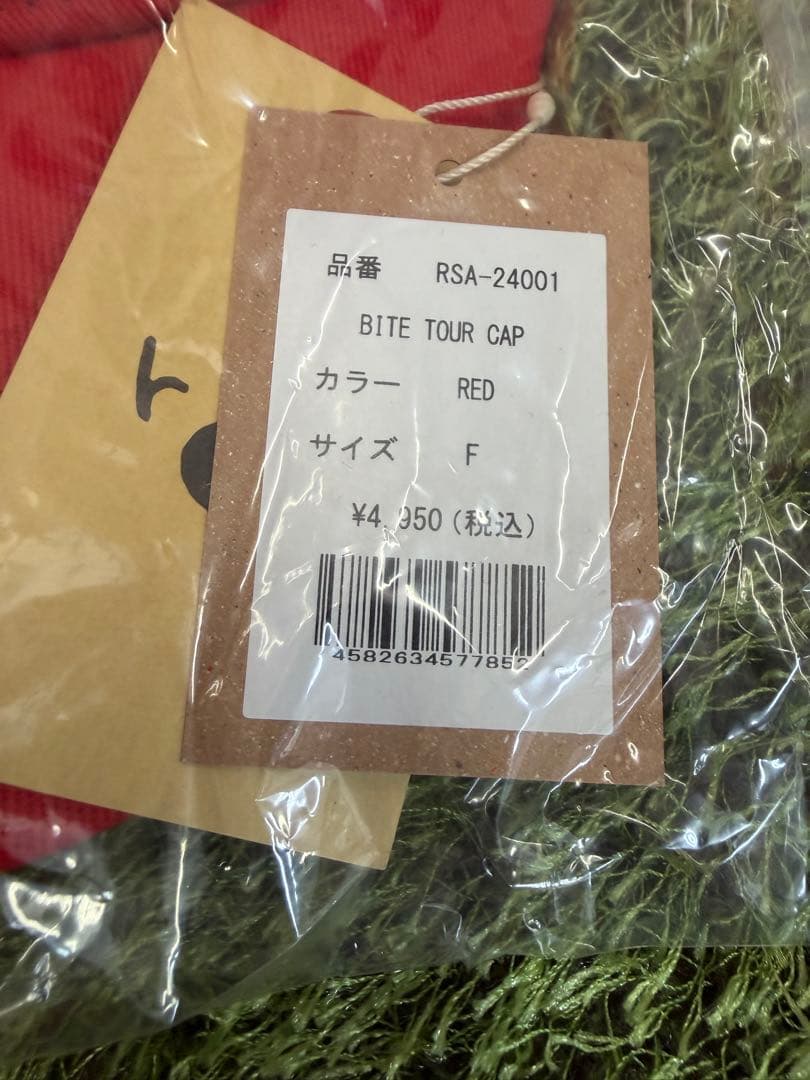 品番 RSA-24001
BITE TOUR CAP
カラー RED
サイズ F
¥4,950(税込)
4582634577852
r